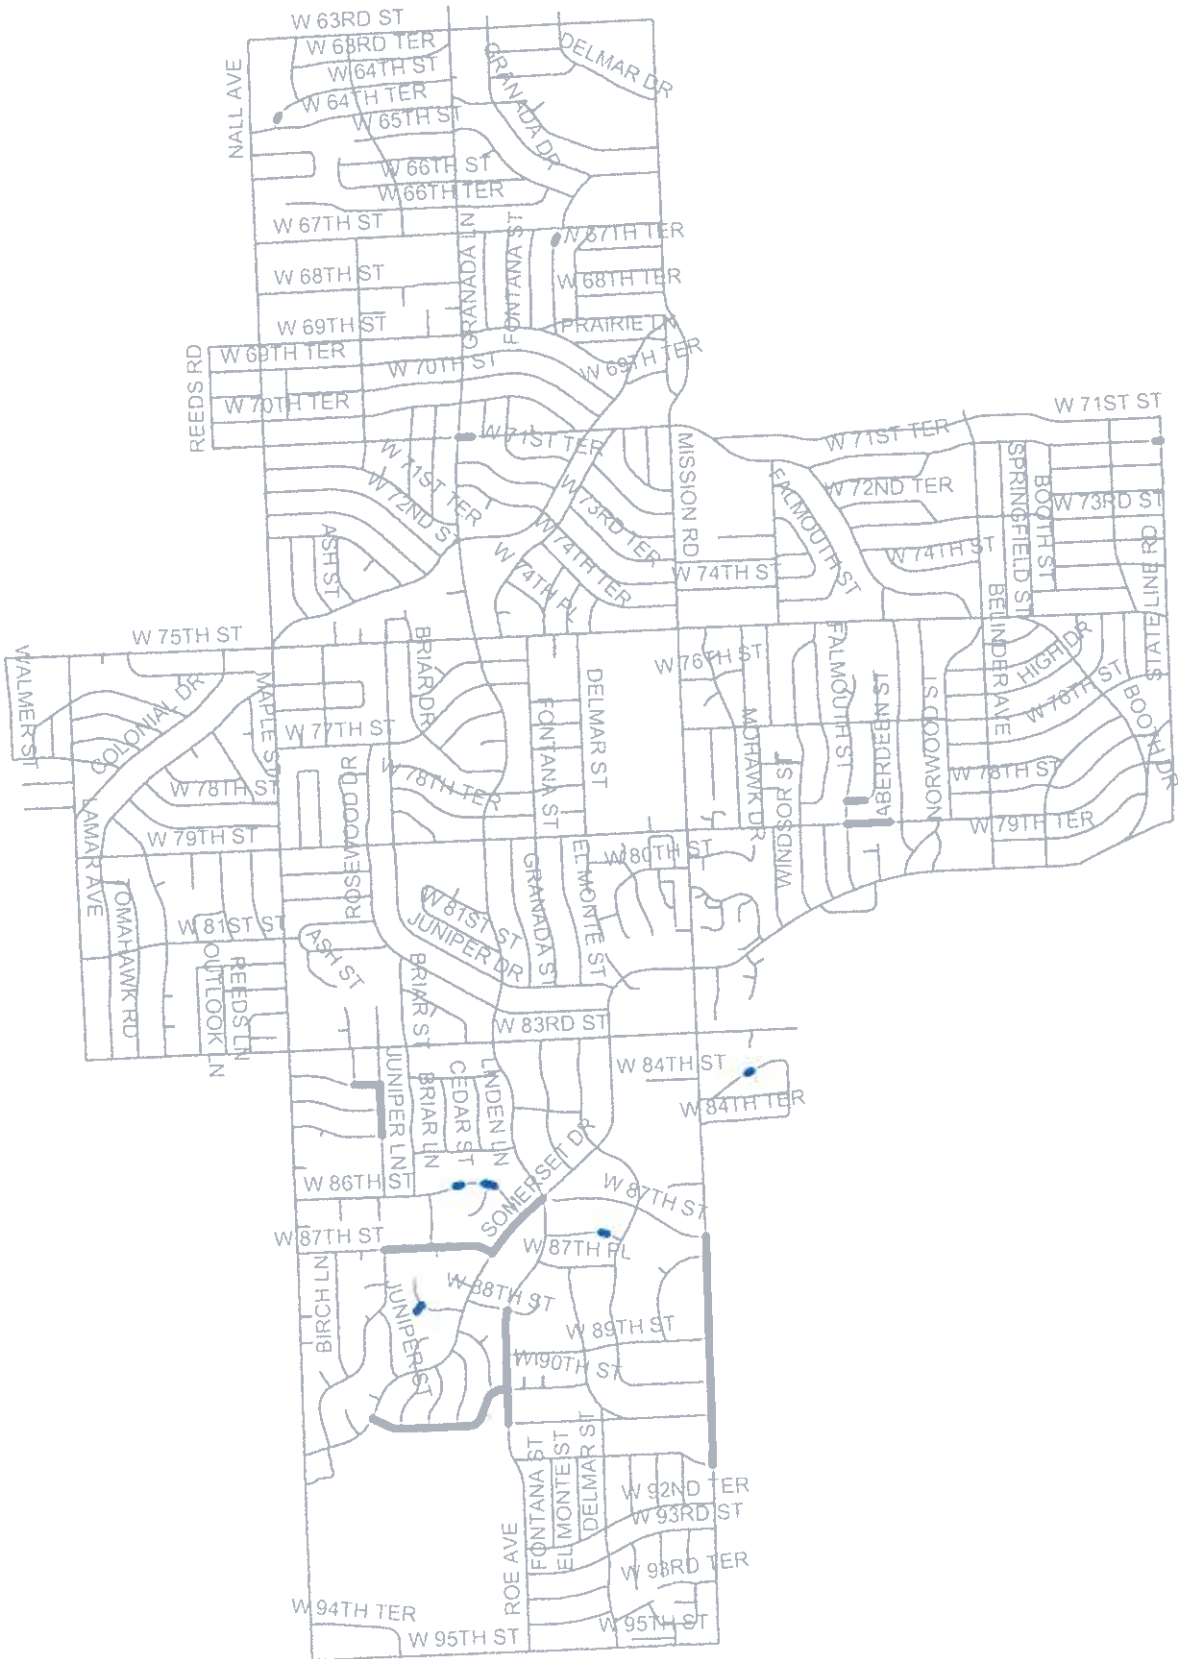 W 63RD ST
W 63RD TER
DELMAR DR
W 64TH ST
GRANADA DR
NALL AVE
W 64TH TER
W 65TH ST
W 66TH ST
W 66TH TER
W 67TH ST
GRANADA LN
FONTANA ST
W 67TH TER
W 68TH ST
W 68TH TER
W 69TH ST
PRAIRIE LN
REEDS RD
W 69TH TER
W 70TH ST
W 69TH TER
W 70TH TER
W 71ST ST
W 71ST TER
W 71ST TER
MISSION RD
W 71ST TER
W 72ND ST
FALMOUTH ST
W 72ND TER
SPRINGFIELD ST
BOOTH ST
W 73RD ST
W 73RD TER
ASH ST
W 74TH TER
W 74TH PL
W 74TH ST
W 74TH ST
STATE LINE RD
BELINDER AVE
W 75TH ST
BRIAR DR
W 76TH ST
FALMOUTH ST
HIGH DR
WALMER ST
COLONIAL DR
MAPLE ST
DELMAR ST
W 76TH ST
BOOTH DR
ABERDEEN ST
NORWOOD ST
W 77TH ST
FONTANA ST
MOHAWK DR
WINDSOR ST
W 78TH ST
ROSEWOOD DR
W 78TH TER
W 78TH ST
LAMAR AVE
W 79TH ST
W 79TH TER
W 80TH ST
GRANADA ST
EL MONTE ST
TOMAHAWK RD
W 81ST ST
W 81ST ST
JUNIPER DR
ASH ST
OUTLOOK LN
REEDS LN
BRIAR ST
W 83RD ST
JUNIPER LN
BRIAR LN
CEDAR ST
LINDEN LN
W 84TH ST
W 84TH TER
SOMERSET DR
W 86TH ST
W 87TH ST
W 87TH ST
W 87TH PL
BIRCH LN
JUNIPER ST
W 88TH ST
W 89TH ST
W 90TH ST
FONTANA ST
EL MONTE ST
DELMAR ST
W 92ND TER
W 93RD ST
ROE AVE
W 93RD TER
W 94TH TER
W 95TH ST
W 95TH ST